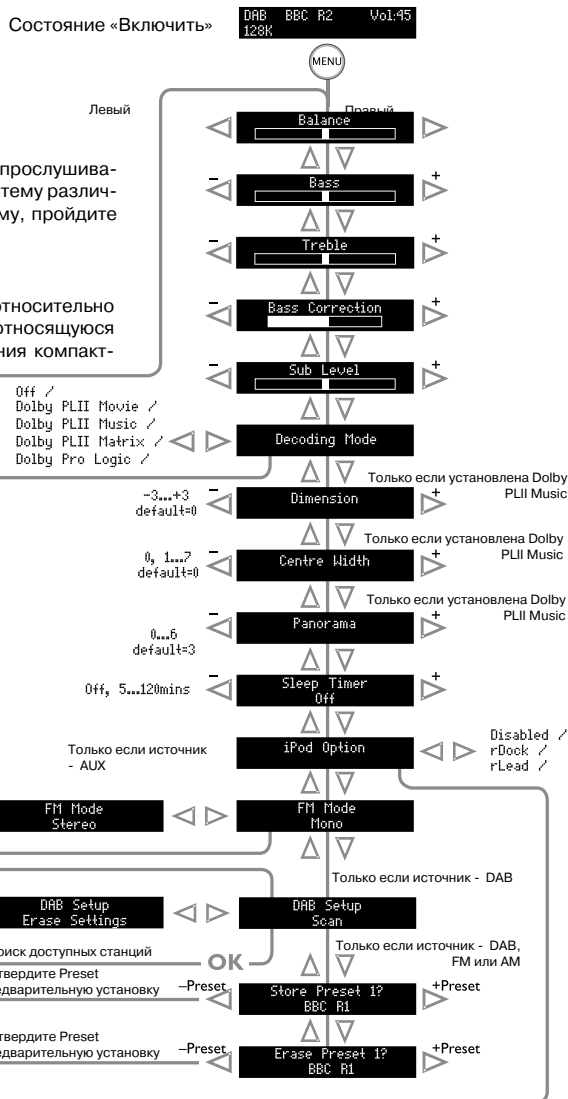 Состояние «Включить»
DAB BBC R2 Vol:45
128K
MENU
Левый
Правый
Balance
прослушива-
стему различ-
му, пройдите
– Bass +
– Treble +
относительно
относящуюся
ния компакт-
– Bass Correction +
– Sub Level +
Off /
Dolby PLII Movie /
Dolby PLII Music /
Dolby PLII Matrix /
Dolby Pro Logic /
Decoding Mode
Только если установлена Dolby
PLII Music
-3...+3
default=0
– Dimension +
Только если установлена Dolby
PLII Music
0, 1...7
default=0
– Centre Width +
Только если установлена Dolby
PLII Music
0...6
default=3
– Panorama +
Off, 5...120mins
– Sleep Timer +
Off
Только если источник
- AUX
iPod Option
Disabled /
rDock /
rLead /
FM Mode
Stereo
FM Mode
Mono
Только если источник - DAB
DAB Setup
Erase Settings
DAB Setup
Scan
оиск доступных станций
OK
Только если источник - DAB,
FM или AM
твердите Preset
едварительную установку
–Preset
Store Preset 1?
BBC R1
+Preset
твердите Preset
едварительную установку
–Preset
Erase Preset 1?
BBC R1
+Preset